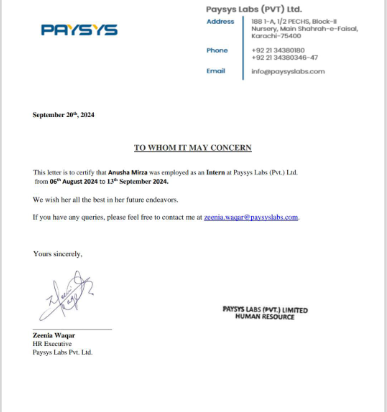 PAYSYS
Paysys Labs (PVT) Ltd.
Address 18B 1-A, 1/2 PECHS, Block-II
Nursery, Main Shahrah-e-Faisal,
Karachi-75400
Phone +92 21 34380180
+92 21 34380346-47
Email info@paysyslabs.com
September 20th, 2024
TO WHOM IT MAY CONCERN
This letter is to certify that Anusha Mirza was employed as an Intern at Paysys Labs (Pvt.) Ltd.
from 06th August 2024 to 13th September 2024.
We wish her all the best in her future endeavors.
If you have any queries, please feel free to contact me at zeenia.waqar@paysyslabs.com.
Yours sincerely,
Zeenia Waqar
HR Executive
Paysys Labs Pvt. Ltd.
PAYSYS LABS (PVT.) LIMITED
HUMAN RESOURCE